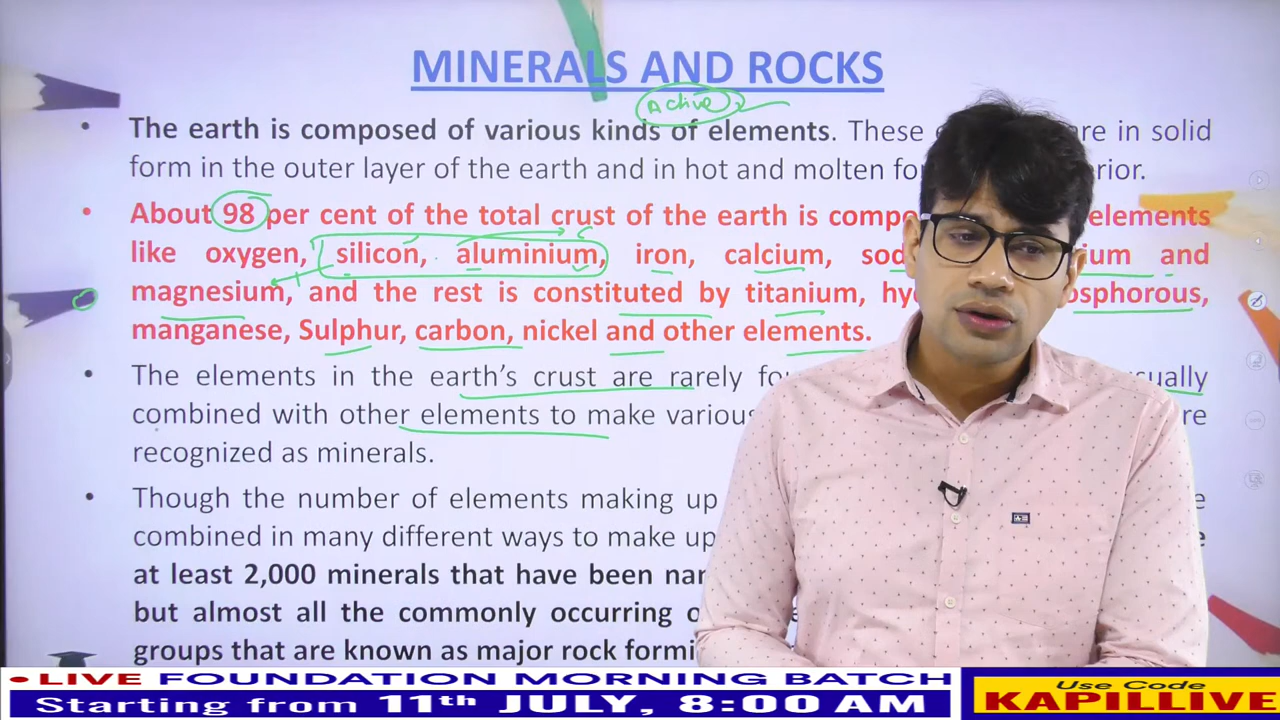 MINERALS AND ROCKS
Active
• The earth is composed of various kinds of elements. These are in solid
form in the outer layer of the earth and in hot and molten
• About 98 per cent of the total crust of the earth is elements
like oxygen, silicon, aluminium, iron, calcium, and
magnesium, and the rest is constituted by titanium,
manganese, Sulphur, carbon, nickel and other elements.
• The elements in the earth's crust are rarely
combined with other elements to make various
recognized as minerals.
• Though the number of elements making up
combined in many different ways to make up
at least 2,000 minerals that have been
but almost all the commonly occurring
groups that are known as major rock
• LIVE FOUNDATION MORNING BATCH
Starting from 11th JULY, 8:00 AM
Use Code
KAPILLIVE